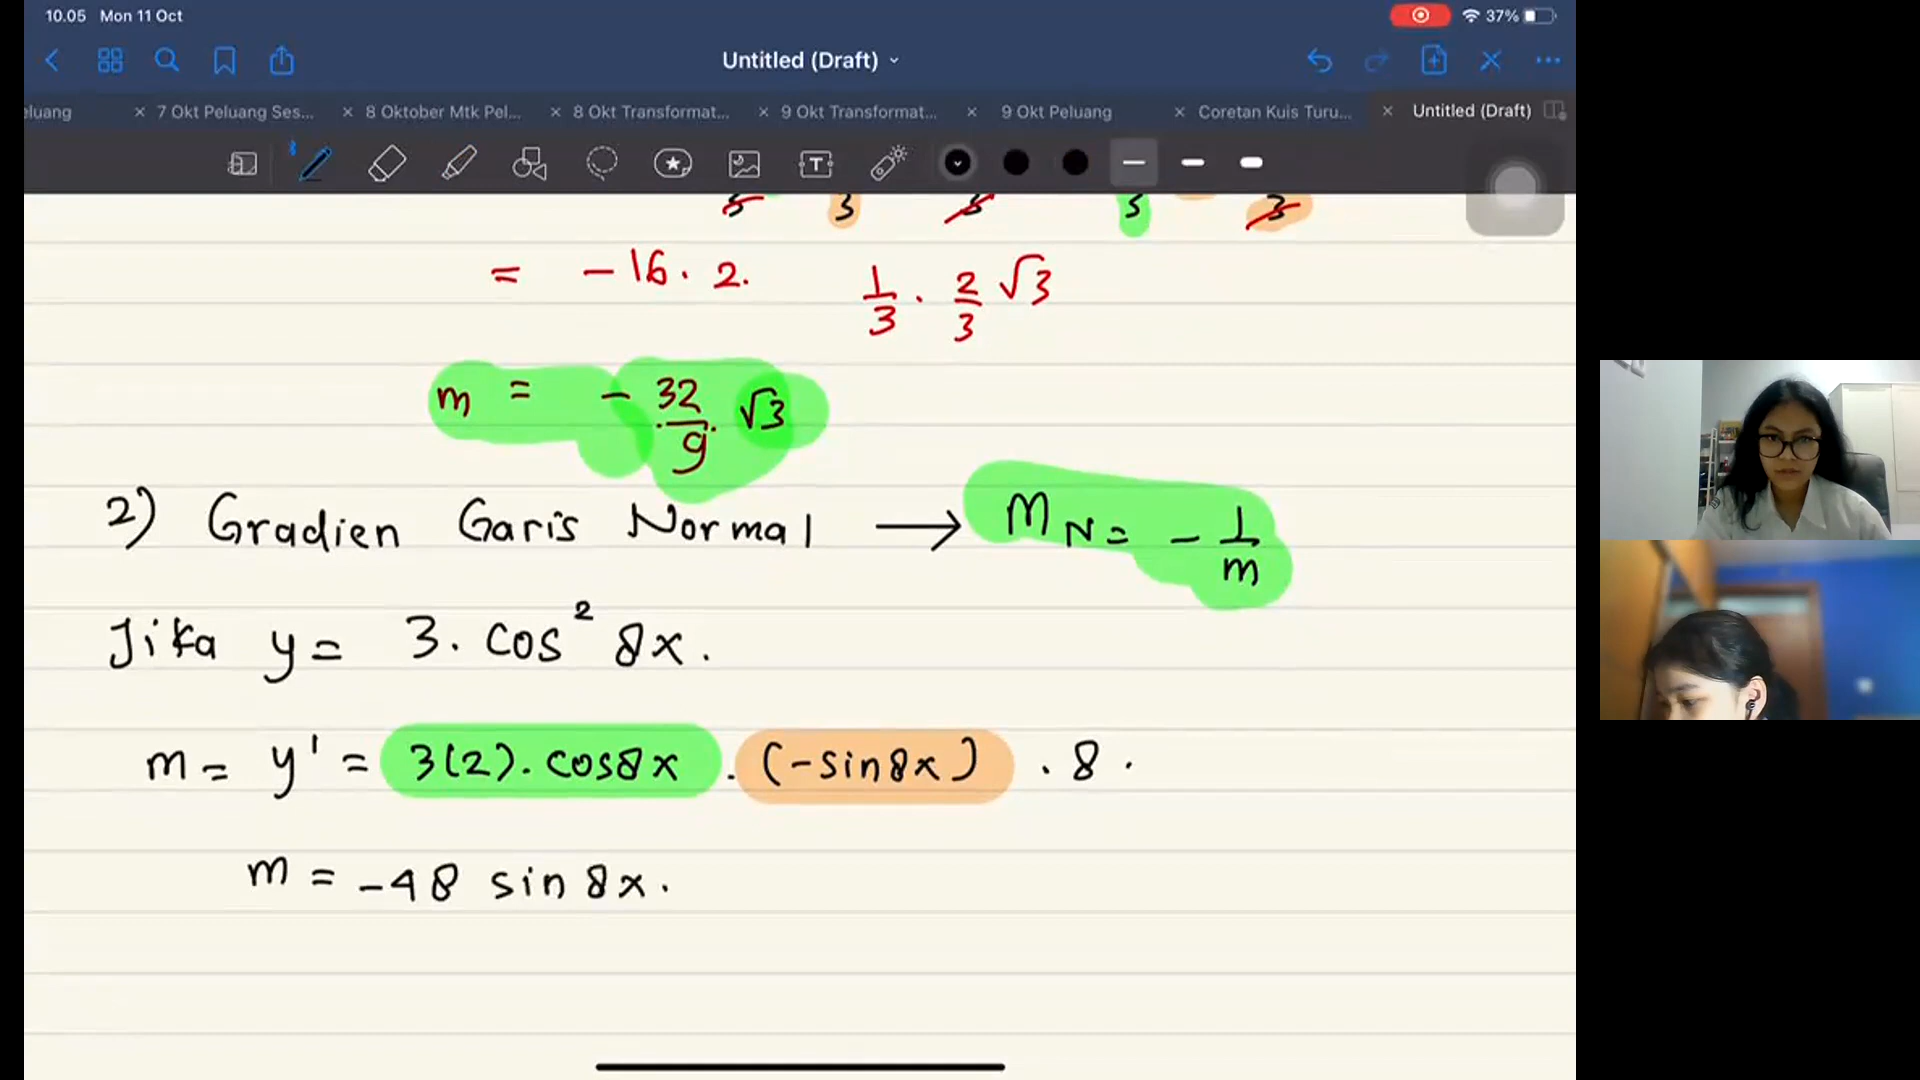 10.05 Mon 11 Oct 37%
Untitled (Draft)
eluang × 7 Okt Peluang Ses... × 8 Oktober Mtk Pel... × 8 Okt Transformat... × 9 Okt Transformat... × 9 Okt Peluang × Coretan Kuis Turu... × Untitled (Draft)
= -16 . 2. 1/3 . 2/3 √3
m = - 32/9 . √3
2) Gradien Garis Normal → M N = - 1/m
Jika y = 3. cos² 8x.
m = y' = 3(2). cos8x . (-sin8x) . 8 .
m = -48 sin 8x.